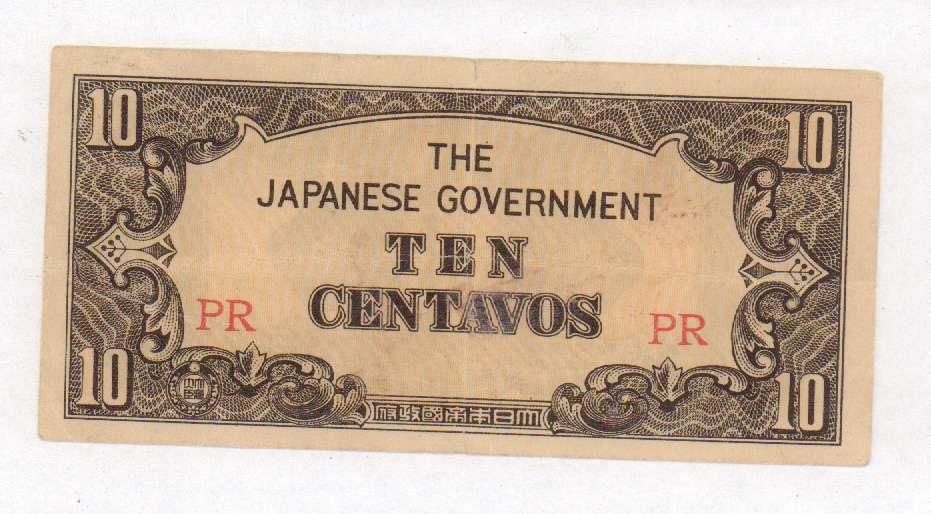 10 10
THE
JAPANESE GOVERNMENT
TEN
CENTAVOS
PR PR
10 10
府政國帝本日大